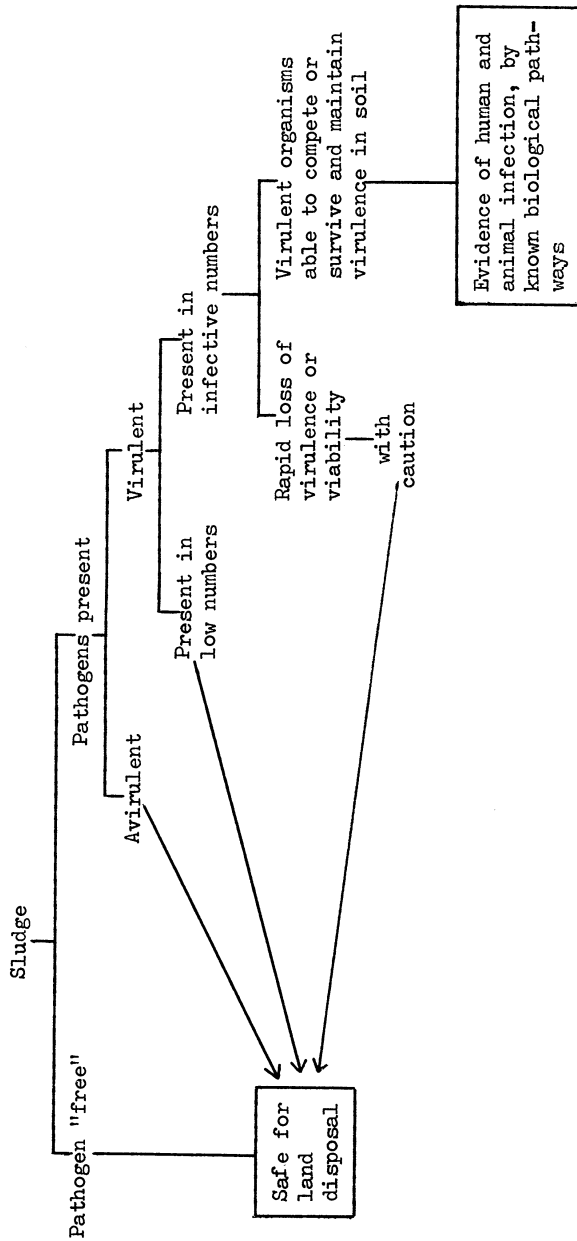 Sludge
Pathogen "free"
Pathogens present
Avirulent
Virulent
Present in
low numbers
Present in
infective numbers
Rapid loss of
virulence or
viability
with
caution
Virulent organisms
able to compete or
survive and maintain
virulence in soil
Safe for
land
disposal
Evidence of human and
animal infection, by
known biological path-
ways